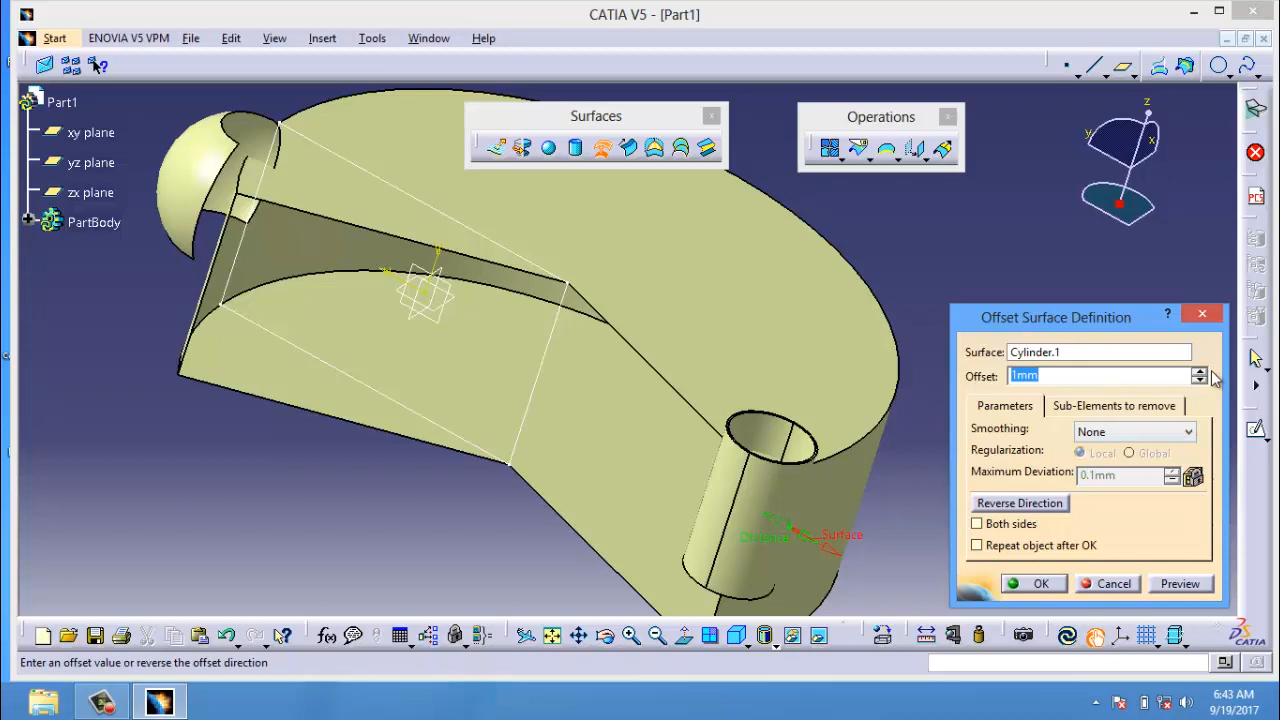 CATIA V5 - [Part1]
Start ENOVIA V5 VPM File Edit View Insert Tools Window Help
Part1
xy plane
yz plane
zx plane
PartBody
Surfaces
Operations
z
y
x
Offset Surface Definition
Surface: Cylinder.1
Offset: 1mm
Parameters Sub-Elements to remove
Smoothing: None
Regularization: Local Global
Maximum Deviation: 0.1mm
Reverse Direction
Both sides
Repeat object after OK
OK Cancel Preview
Surface
Distance
PCS
f(x)
CATIA
Enter an offset value or reverse the offset direction
6:43 AM
9/19/2017